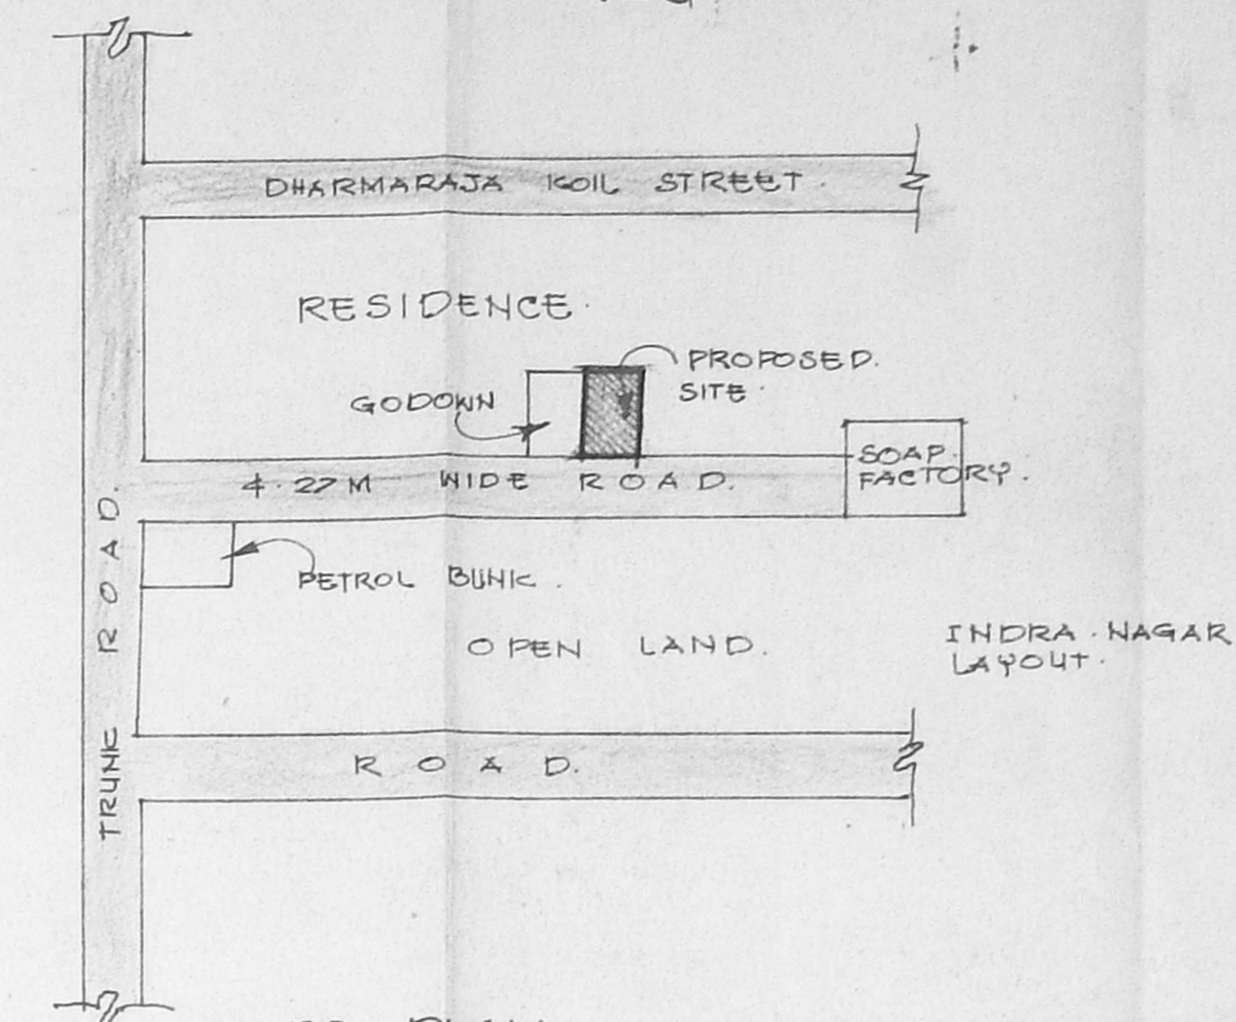 DHARMARAJA KOIL STREET.
RESIDENCE.
PROPOSED.
SITE.
GODOWN
SOAP.
FACTORY.
4.27M WIDE ROAD.
TRUNK ROAD.
PETROL BUNK.
OPEN LAND.
INDRA.NAGAR
LAYOUT.
ROAD.